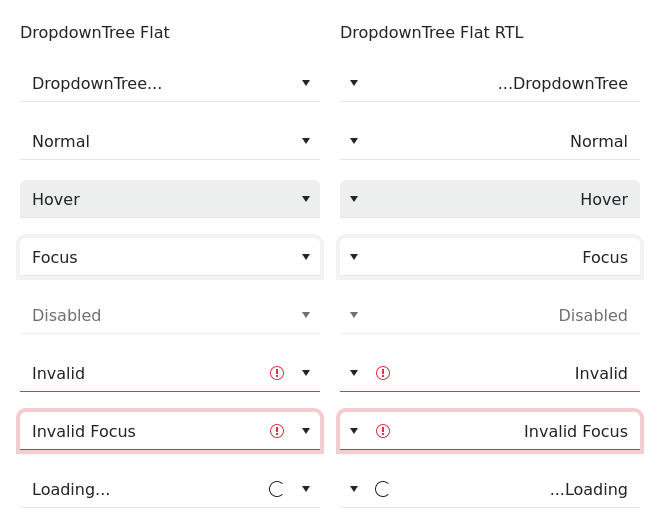 DropdownTree Flat
DropdownTree Flat RTL
DropdownTree...
...DropdownTree
Normal
Normal
Hover
Hover
Focus
Focus
Disabled
Disabled
Invalid
Invalid
Invalid Focus
Invalid Focus
Loading...
...Loading